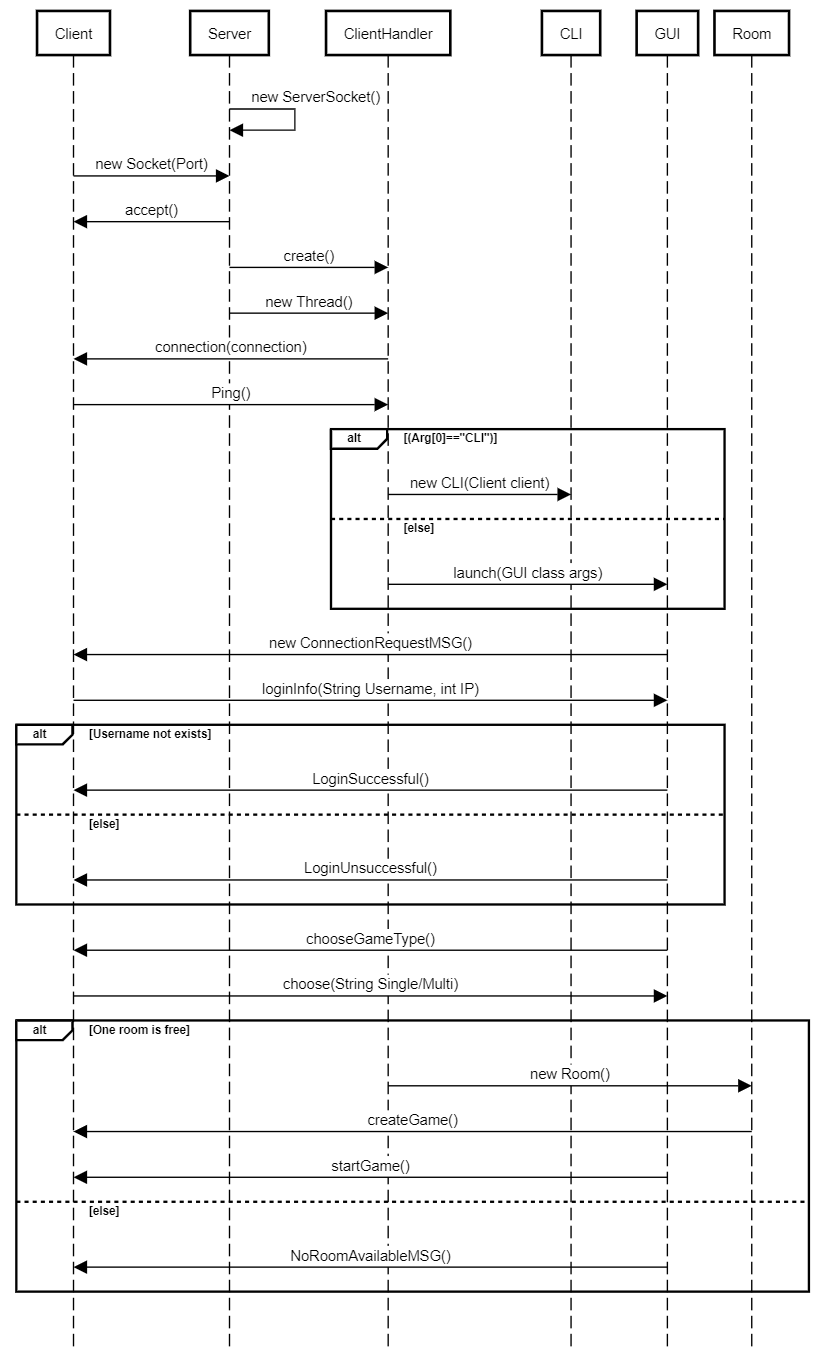 Client
Server
ClientHandler
CLI
GUI
Room
new ServerSocket()
new Socket(Port)
accept()
create()
new Thread()
connection(connection)
Ping()
alt
[(Arg[0]=="CLI")]
new CLI(Client client)
[else]
launch(GUI class args)
new ConnectionRequestMSG()
loginInfo(String Username, int IP)
alt
[Username not exists]
LoginSuccessful()
[else]
LoginUnsuccessful()
chooseGameType()
choose(String Single/Multi)
alt
[One room is free]
new Room()
createGame()
startGame()
[else]
NoRoomAvailableMSG()